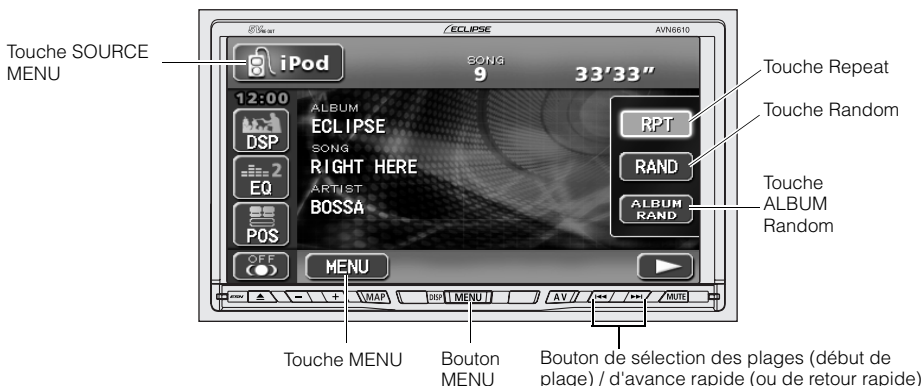 ECLIPSE
AVN6610
Touche SOURCE
MENU
iPod
SONG
9
33'33"
Touche Repeat
Touche Random
Touche
ALBUM
Random
12:00
DSP
2
EQ
POS
OFF
ALBUM
ECLIPSE
SONG
RIGHT HERE
ARTIST
BOSSA
RPT
RAND
ALBUM
RAND
MENU
MAP
DISP
MENU
AV
MUTE
Touche MENU
Bouton
MENU
Bouton de sélection des plages (début de
plage) / d'avance rapide (ou de retour rapide)